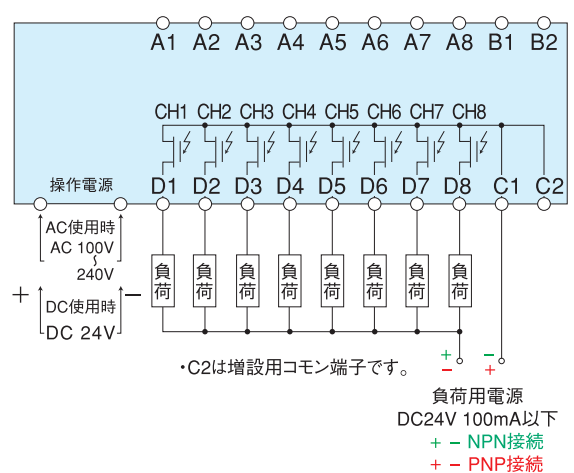 A1 A2 A3 A4 A5 A6 A7 A8 B1 B2
CH1 CH2 CH3 CH4 CH5 CH6 CH7 CH8
操作電源
D1 D2 D3 D4 D5 D6 D7 D8 C1 C2
AC使用時
AC 100V
〜
240V
負荷 負荷 負荷 負荷 負荷 負荷 負荷 負荷
+ DC使用時 −
DC 24V
・C2は増設用コモン端子です。
+ −
− +
負荷用電源
DC24V 100mA以下
+ − NPN接続
+ − PNP接続